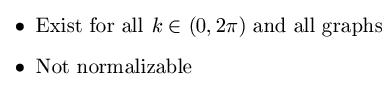 • Exist for all k ∈ (0, 2π) and all graphs
• Not normalizable